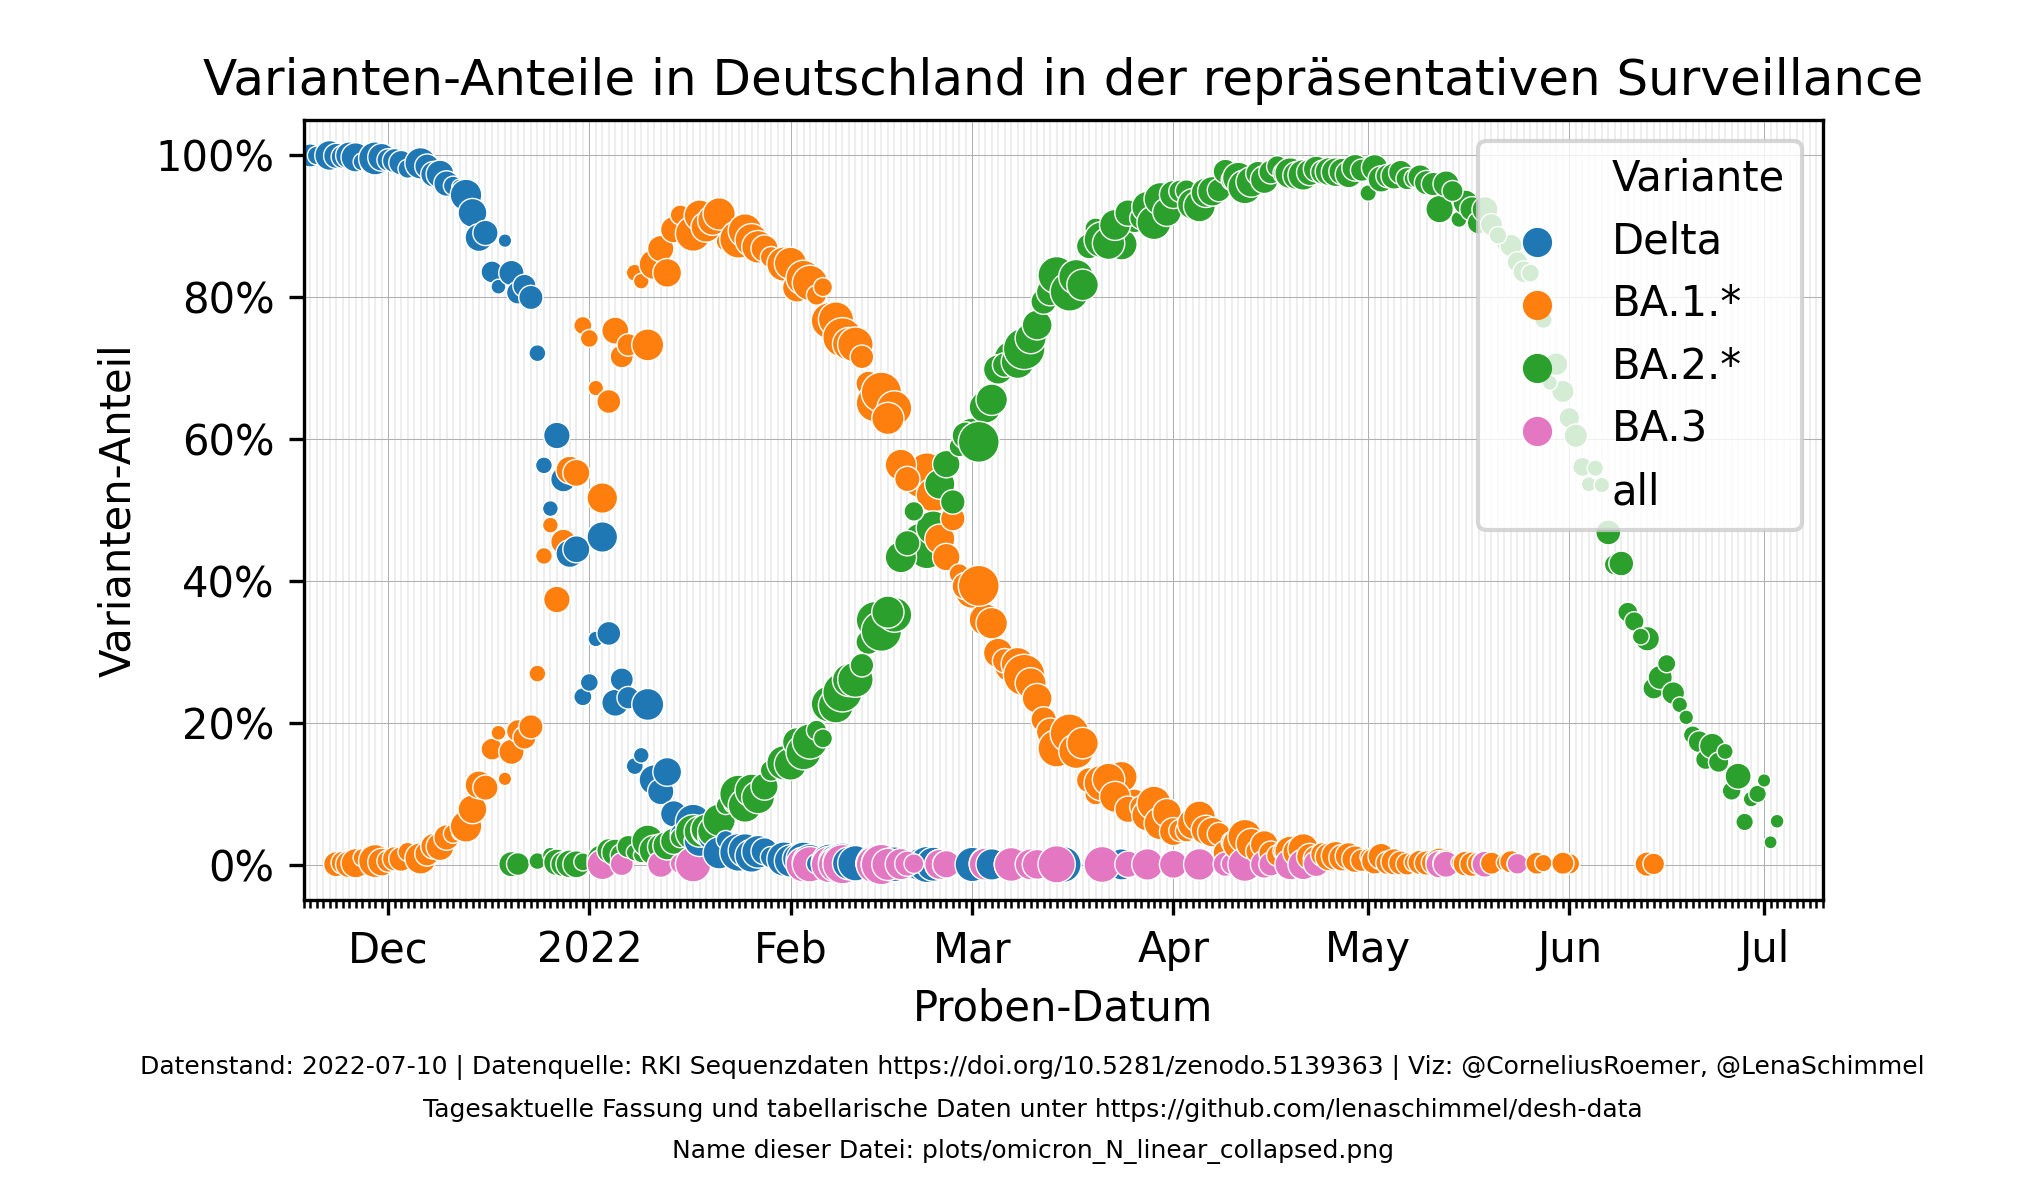 Varianten-Anteile in Deutschland in der repräsentativen Surveillance
Varianten-Anteil
100%
80%
60%
40%
20%
0%
Variante
Delta
BA.1.*
BA.2.*
BA.3
all
Dec 2022 Feb Mar Apr May Jun Jul
Proben-Datum
Datenstand: 2022-07-10 | Datenquelle: RKI Sequenzdaten https://doi.org/10.5281/zenodo.5139363 | Viz: @CorneliusRoemer, @LenaSchimmel
Tagesaktuelle Fassung und tabellarische Daten unter https://github.com/lenaschimmel/desh-data
Name dieser Datei: plots/omicron_N_linear_collapsed.png